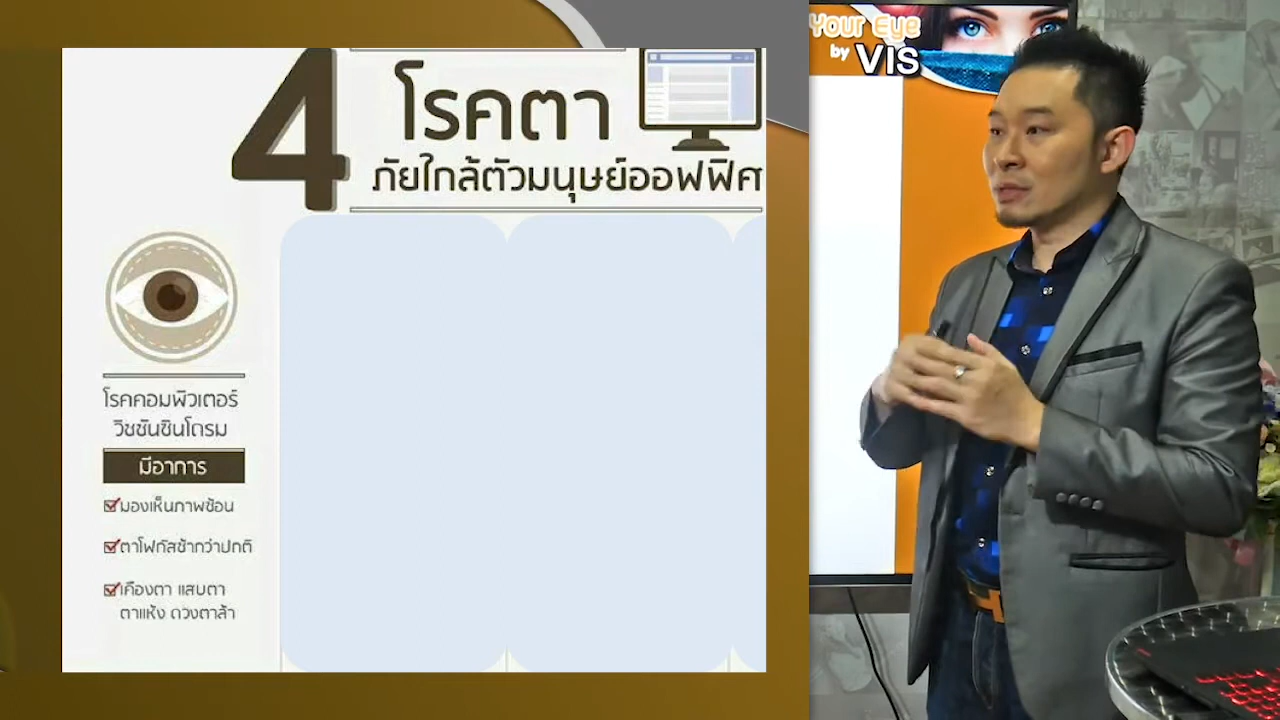 4 โรคตา
ภัยใกล้ตัวมนุษย์ออฟฟิศ
โรคคอมพิวเตอร์
วิชชันซินโดรม
มีอาการ
มองเห็นภาพซ้อน
ตาโฟกัสช้ากว่าปกติ
เคืองตา แสบตา
ตาแห้ง ดวงตาล้า
Your Eye
by VIS